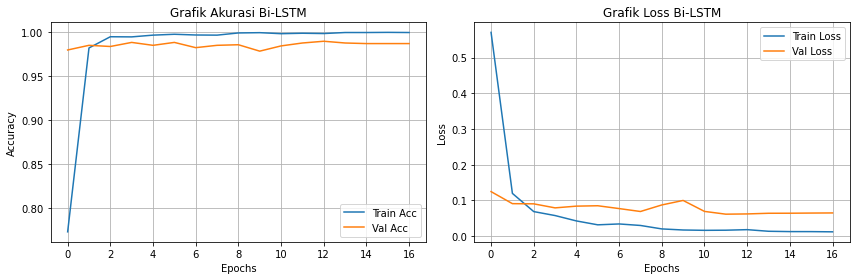 Grafik Akurasi Bi-LSTM
1.00
0.95
0.90
0.85
0.80
Accuracy
Train Acc
Val Acc
0 2 4 6 8 10 12 14 16
Epochs
Grafik Loss Bi-LSTM
0.5
0.4
0.3
0.2
0.1
0.0
Loss
Train Loss
Val Loss
0 2 4 6 8 10 12 14 16
Epochs